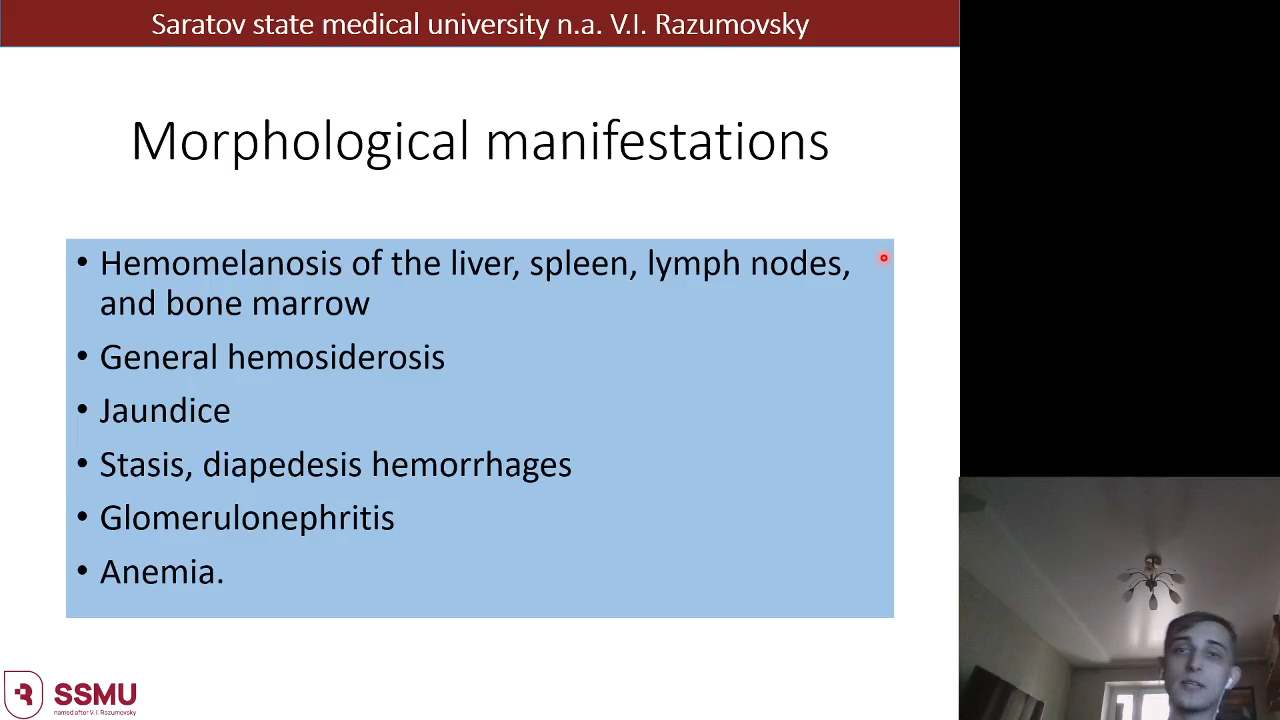 Saratov state medical university n.a. V.I. Razumovsky
Morphological manifestations
• Hemomelanosis of the liver, spleen, lymph nodes,
and bone marrow
• General hemosiderosis
• Jaundice
• Stasis, diapedesis hemorrhages
• Glomerulonephritis
• Anemia.
SSMU
named after V. I. Razumovsky